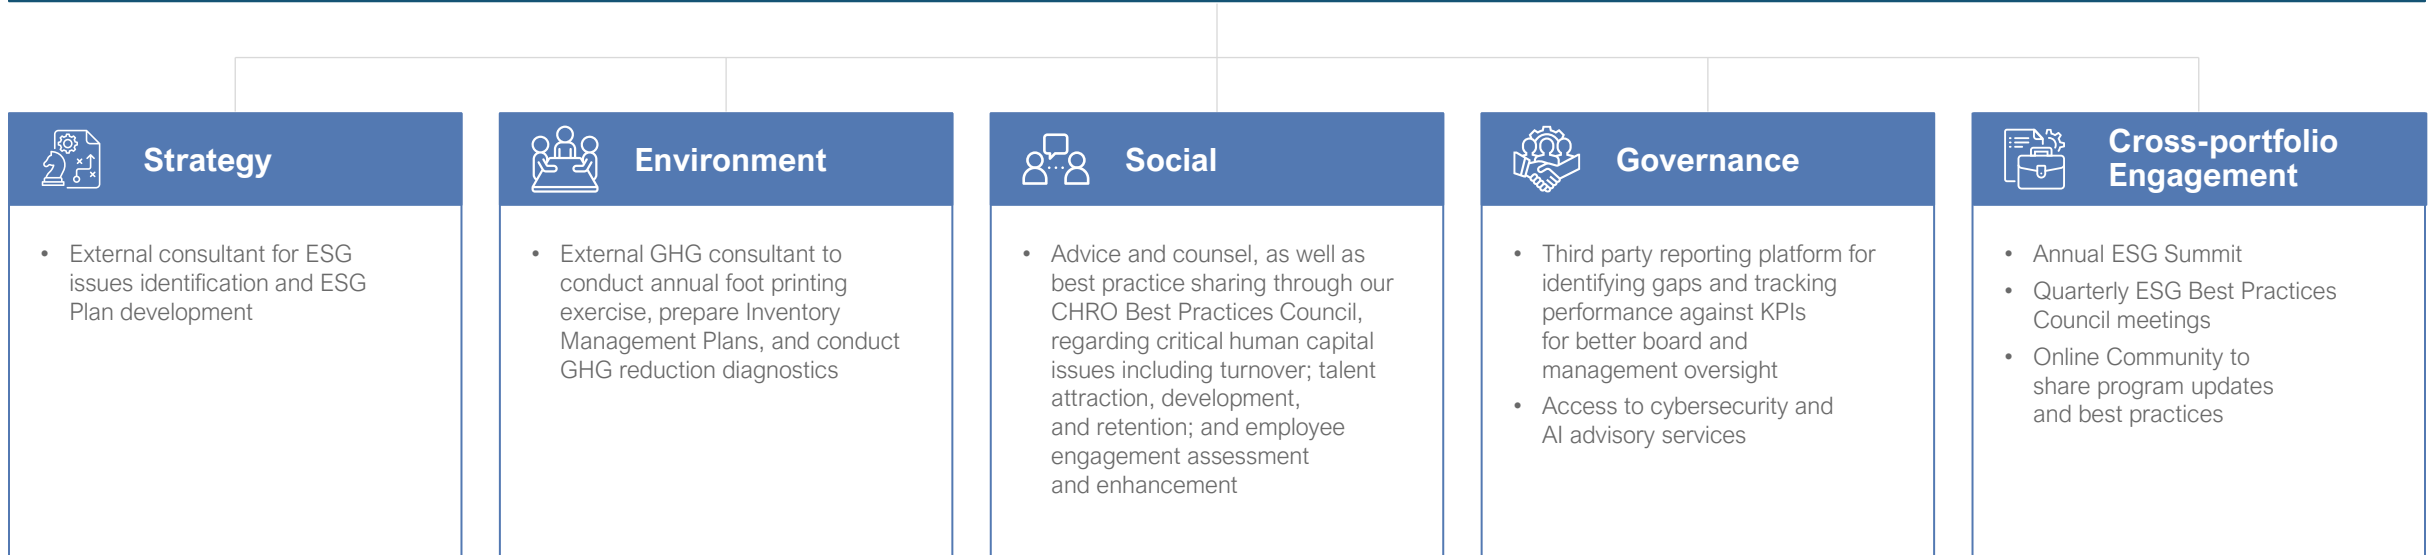 Strategy
• External consultant for ESG
issues identification and ESG
Plan development
Environment
• External GHG consultant to
conduct annual foot printing
exercise, prepare Inventory
Management Plans, and conduct
GHG reduction diagnostics
Social
• Advice and counsel, as well as
best practice sharing through our
CHRO Best Practices Council,
regarding critical human capital
issues including turnover; talent
attraction, development,
and retention; and employee
engagement assessment
and enhancement
Governance
• Third party reporting platform for
identifying gaps and tracking
performance against KPIs
for better board and
management oversight
• Access to cybersecurity and
AI advisory services
Cross-portfolio
Engagement
• Annual ESG Summit
• Quarterly ESG Best Practices
Council meetings
• Online Community to
share program updates
and best practices